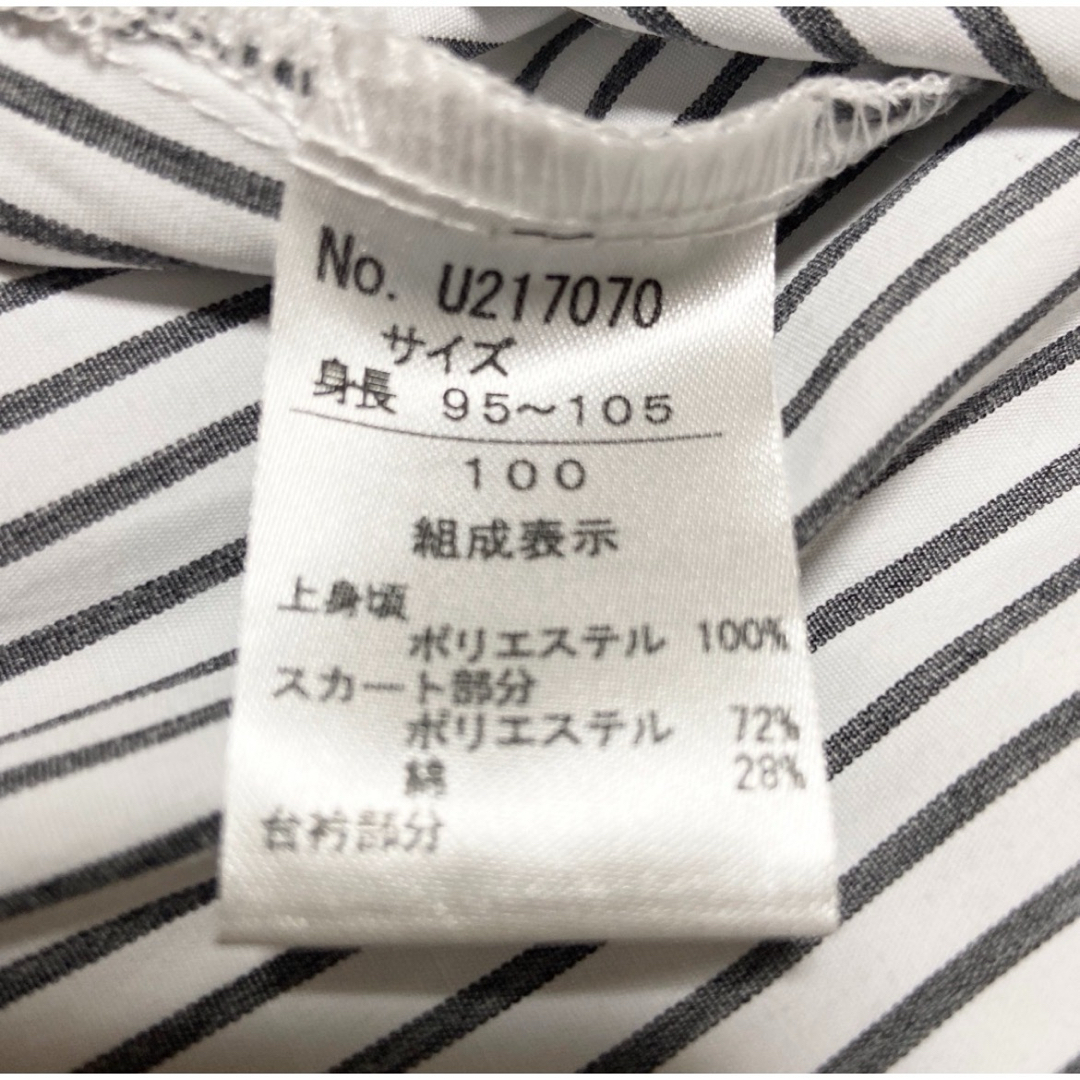 No. U217070
サイズ
身長 95～105
100
組成表示
上身頃
ポリエステル 100%
スカート部分
ポリエステル 72%
綿 28%
台衿部分